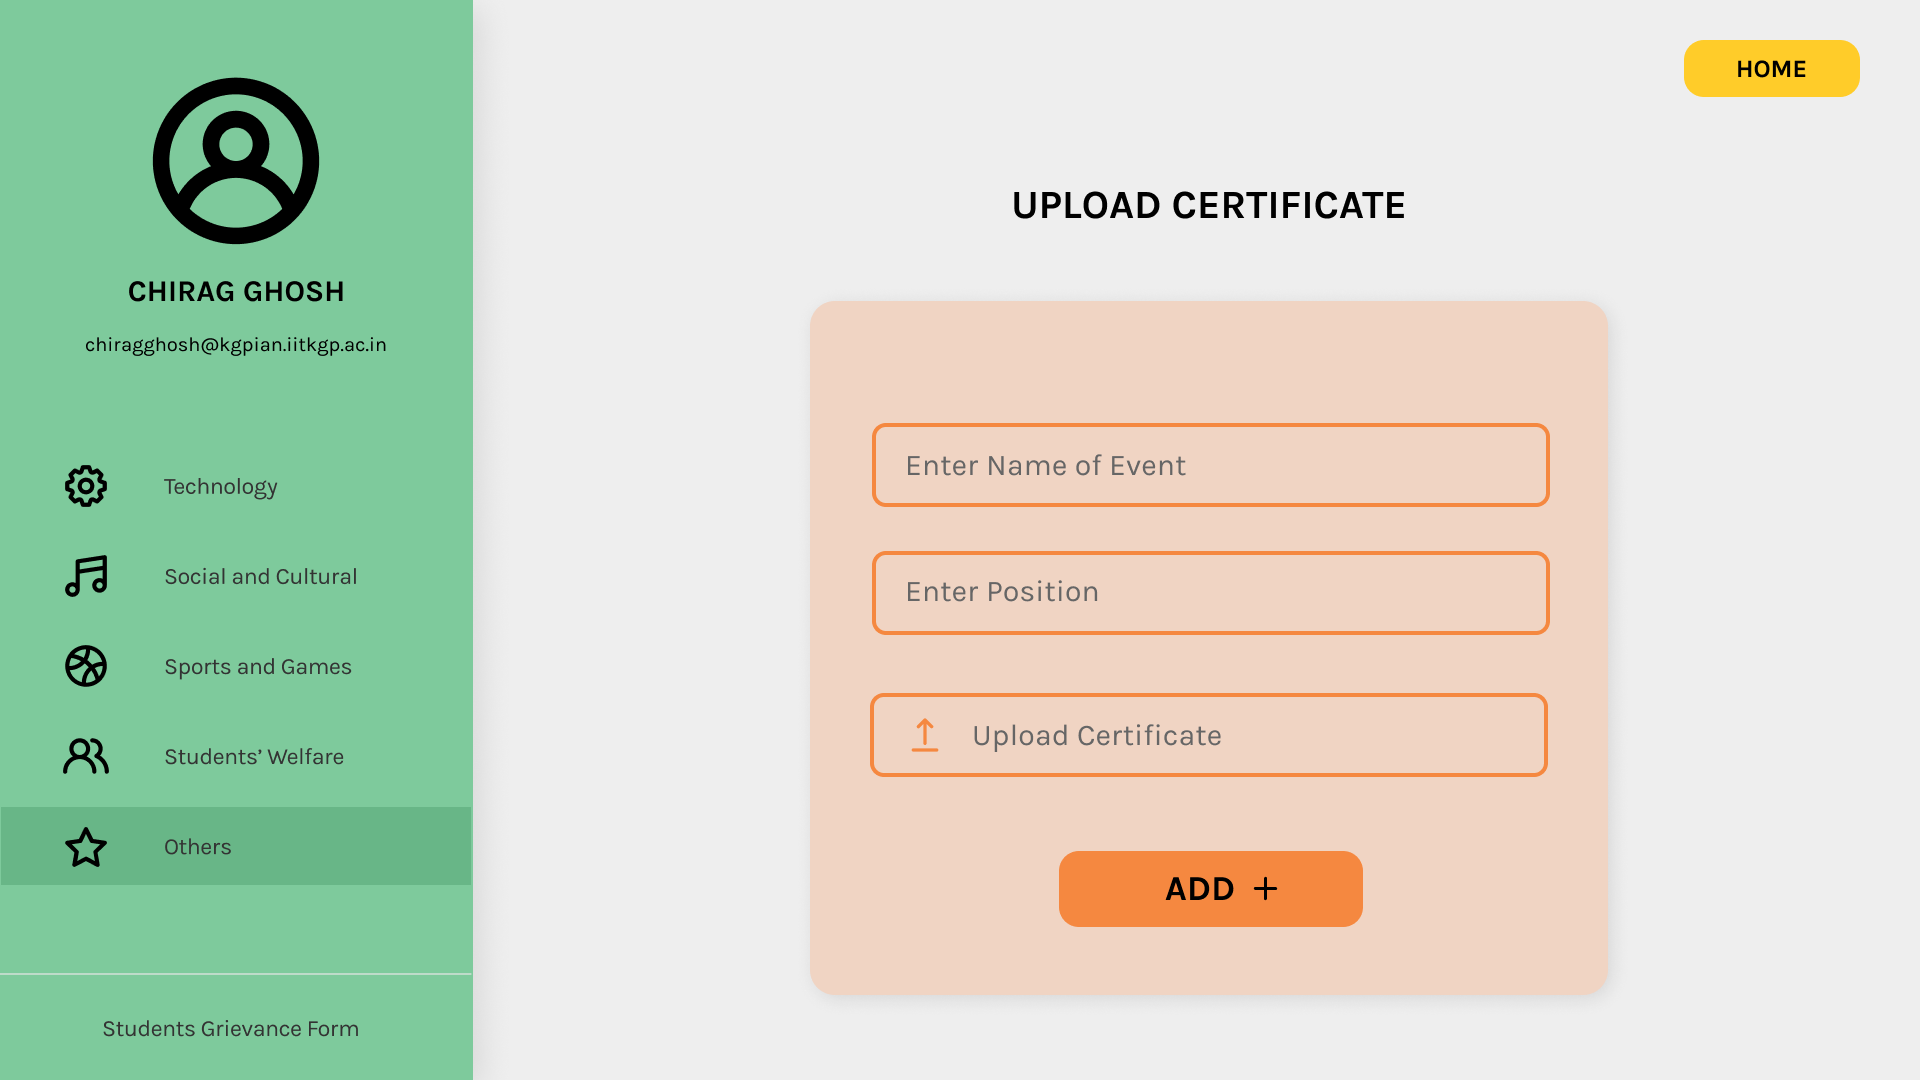 CHIRAG GHOSH
chiragghosh@kgpian.iitkgp.ac.in
Technology
Social and Cultural
Sports and Games
Students’ Welfare
Others
Students Grievance Form
HOME
UPLOAD CERTIFICATE
Enter Name of Event
Enter Position
Upload Certificate
ADD +